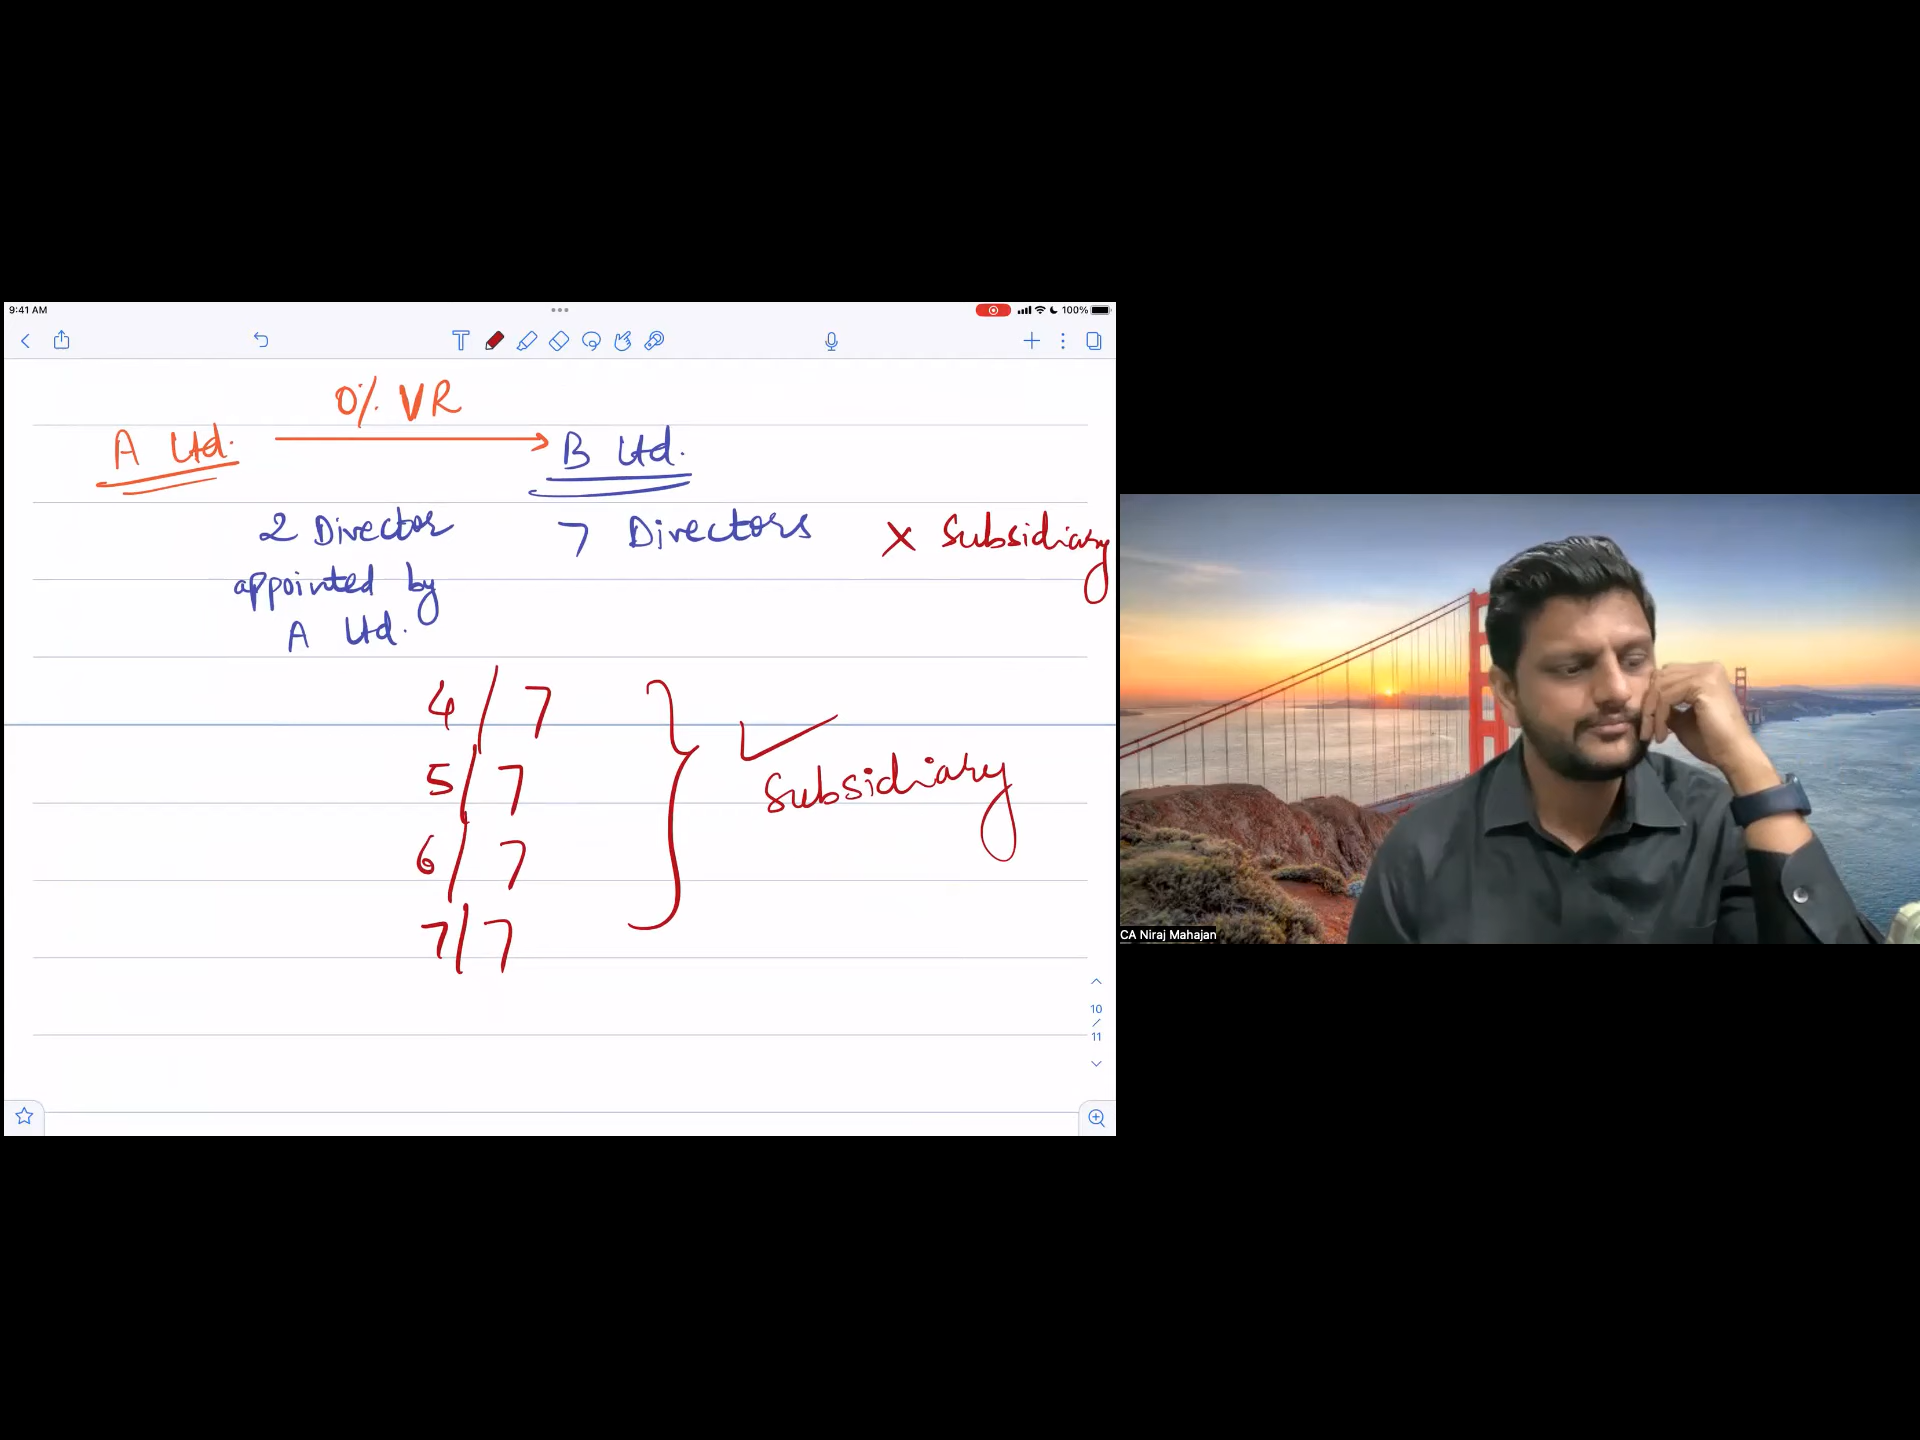 9:41 AM
100%
0% VR
A Ltd. B Ltd.
2 Director 7 Directors x Subsidiary
appointed by
A Ltd.
4/7
5/7
6/7
7/7
Subsidiary
10
/
11
CA Niraj Mahajan